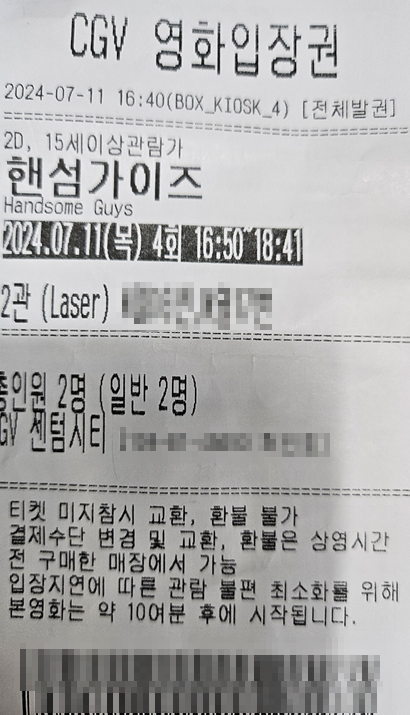 CGV 영화입장권
2024-07-11 16:40(BOX_KIOSK_4) [전체발권]
2D, 15세이상관람가
핸섬가이즈
Handsome Guys
2024.07.11(목) 4회 16:50~18:41
2관 (Laser)
총인원 2명 (일반 2명)
GV 센텀시티
티켓 미지참시 교환, 환불 불가
결제수단 변경 및 교환, 환불은 상영시간
전 구매한 매장에서 가능
입장지연에 따른 관람 불편 최소화를 위해
본영화는 약 10여분 후에 시작됩니다.